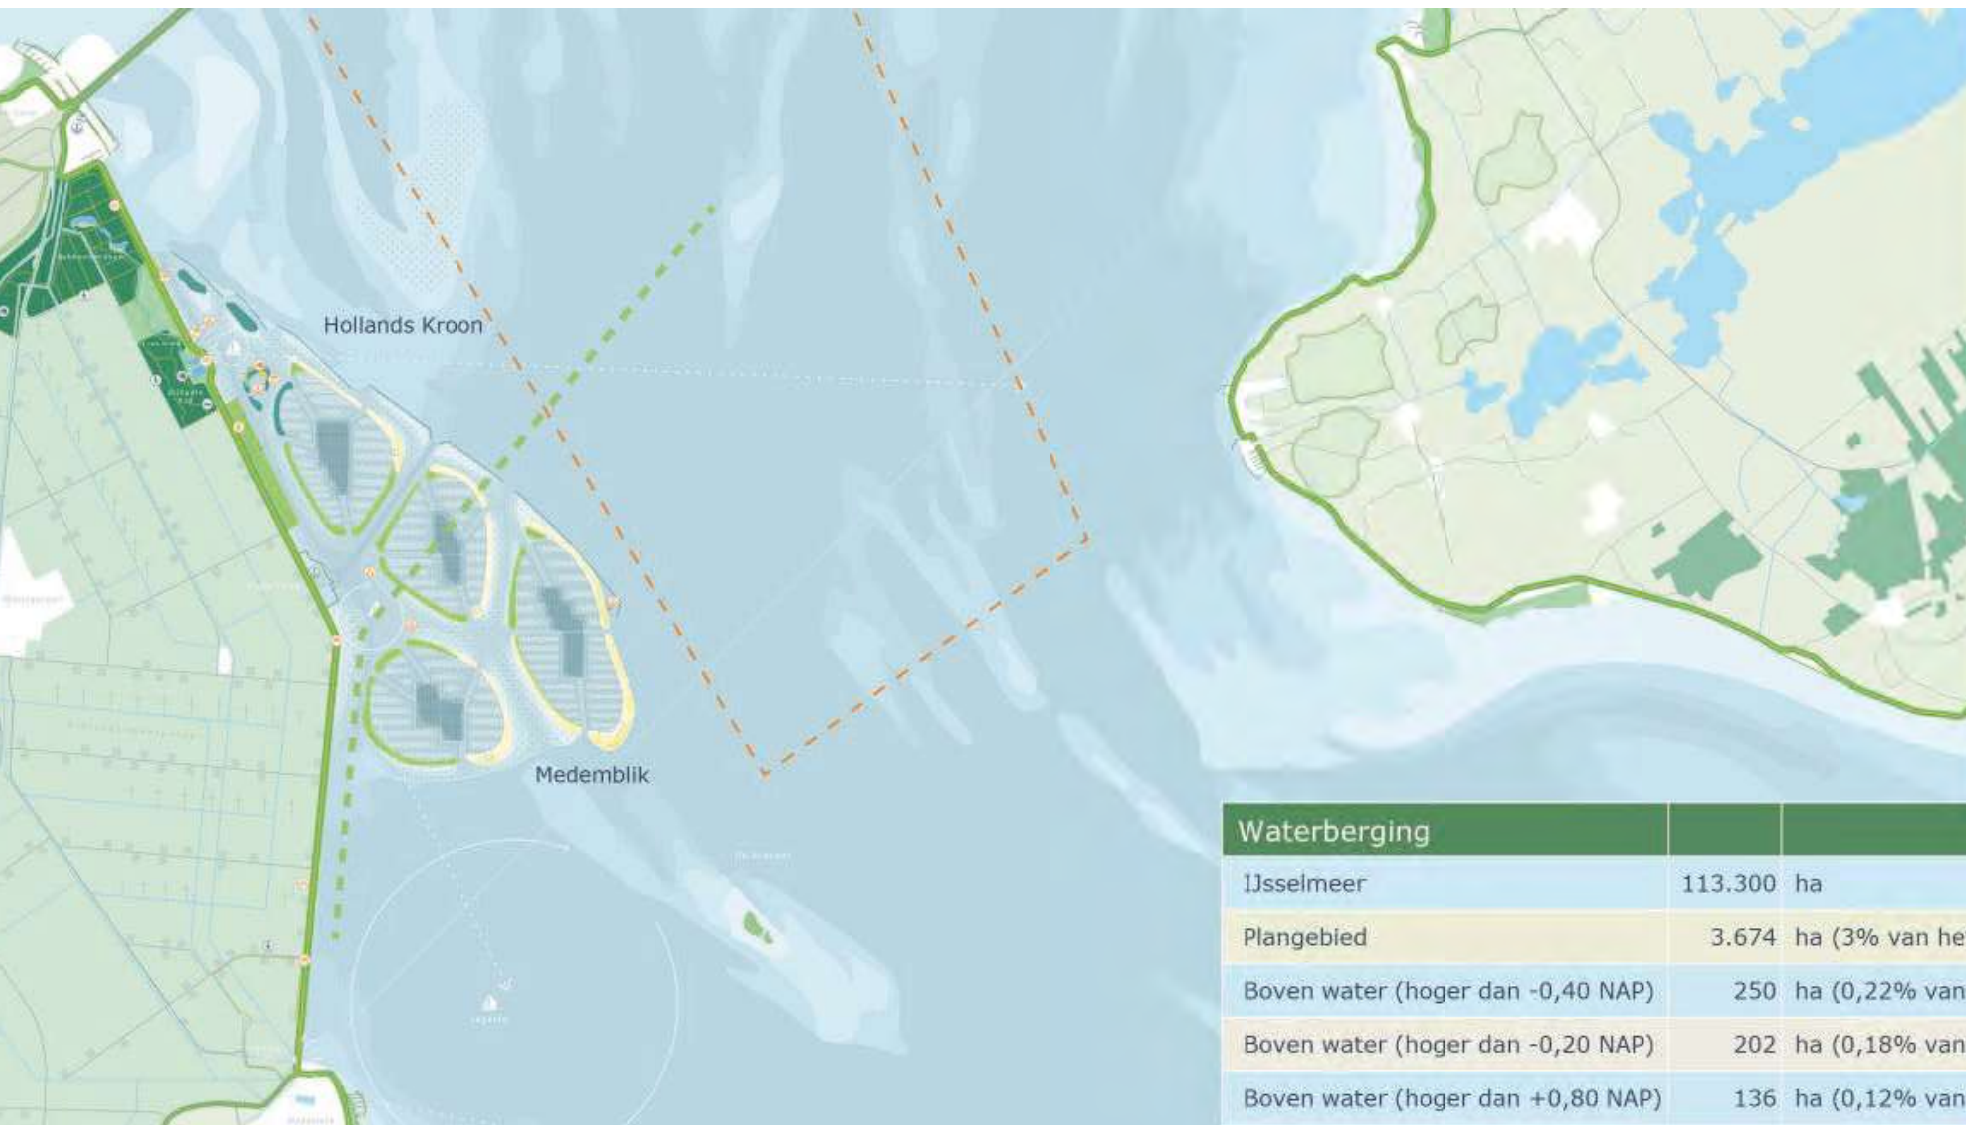 Hollands Kroon
Medemblik
Waterberging
IJsselmeer 113.300 ha
Plangebied 3.674 ha (3% van he
Boven water (hoger dan -0,40 NAP) 250 ha (0,22% van
Boven water (hoger dan -0,20 NAP) 202 ha (0,18% van
Boven water (hoger dan +0,80 NAP) 136 ha (0,12% van